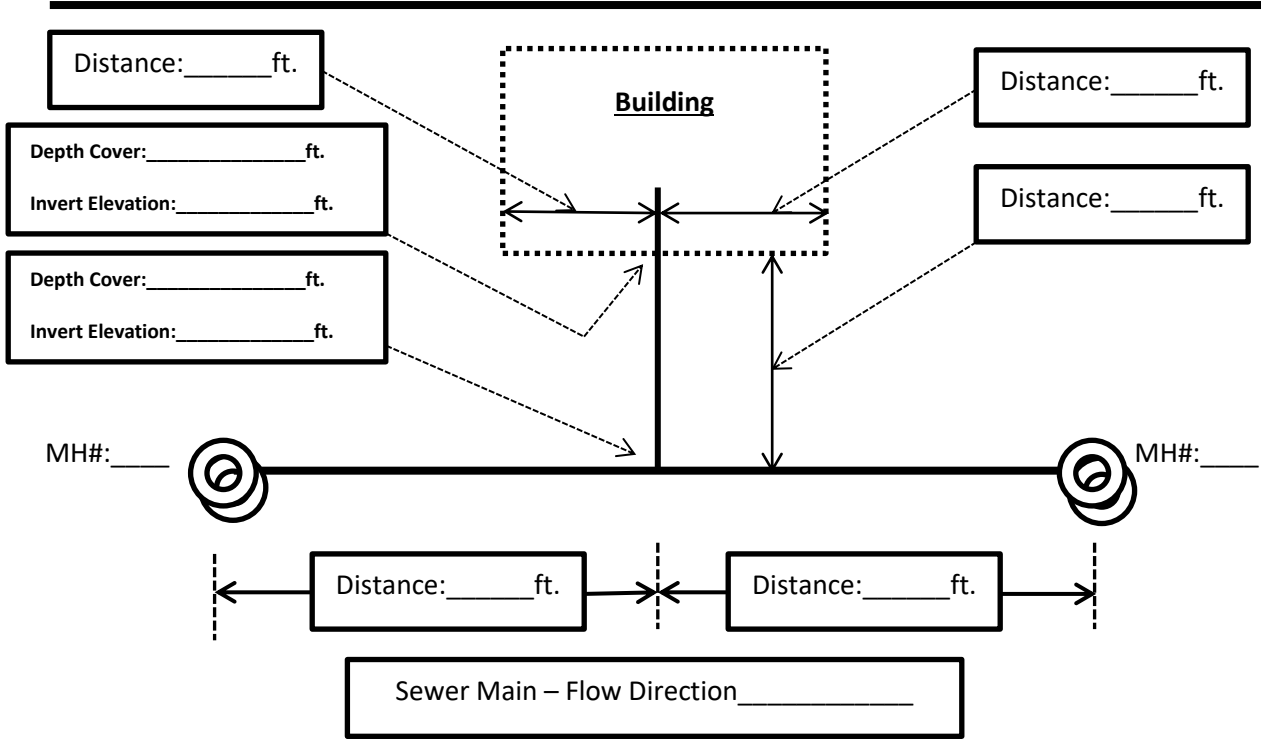 Distance:______ft.
Building
Distance:______ft.
Depth Cover:_______________ft.
Invert Elevation:_____________ft.
Distance:______ft.
Depth Cover:_______________ft.
Invert Elevation:_____________ft.
MH#:____
MH#:____
Distance:______ft.
Distance:______ft.
Sewer Main – Flow Direction____________